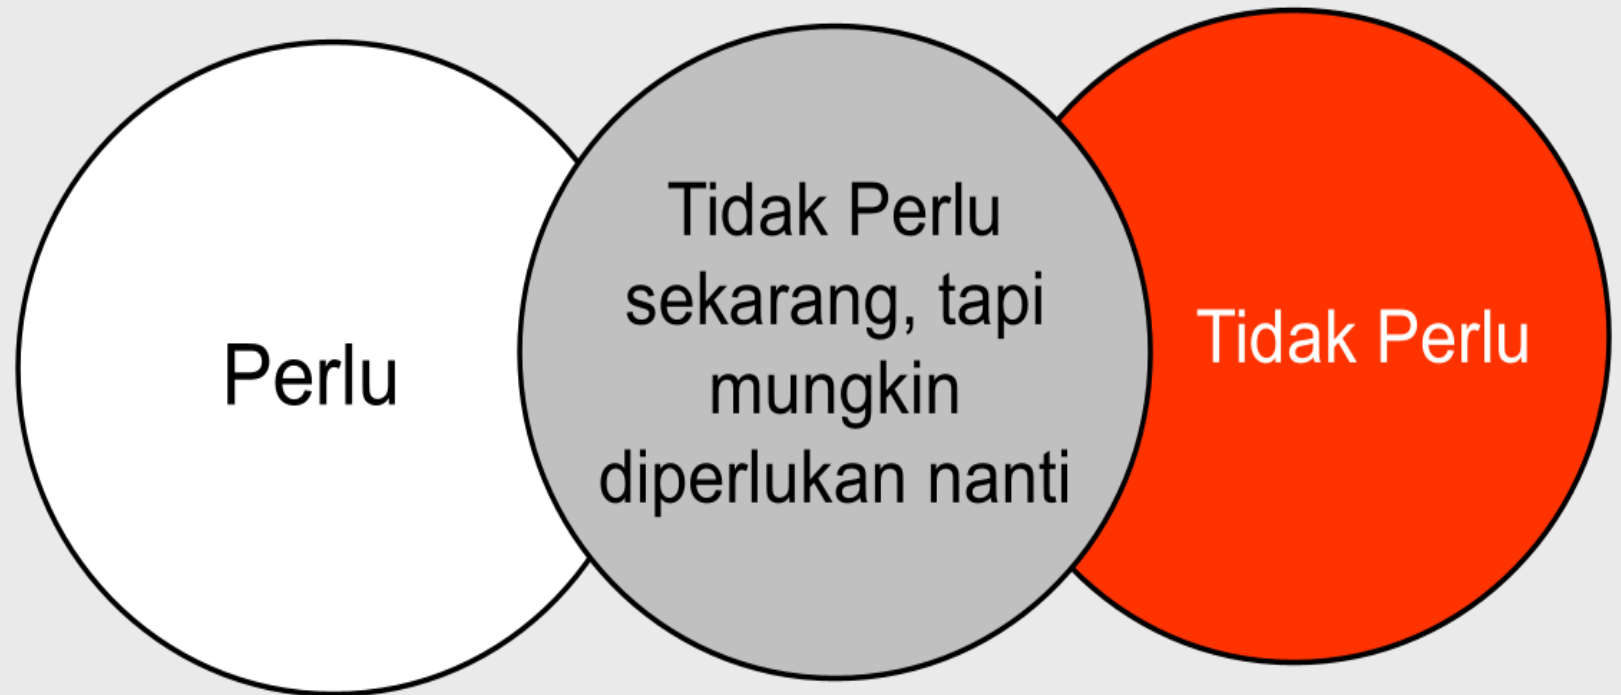 Perlu
Tidak Perlu
sekarang, tapi
mungkin
diperlukan nanti
Tidak Perlu